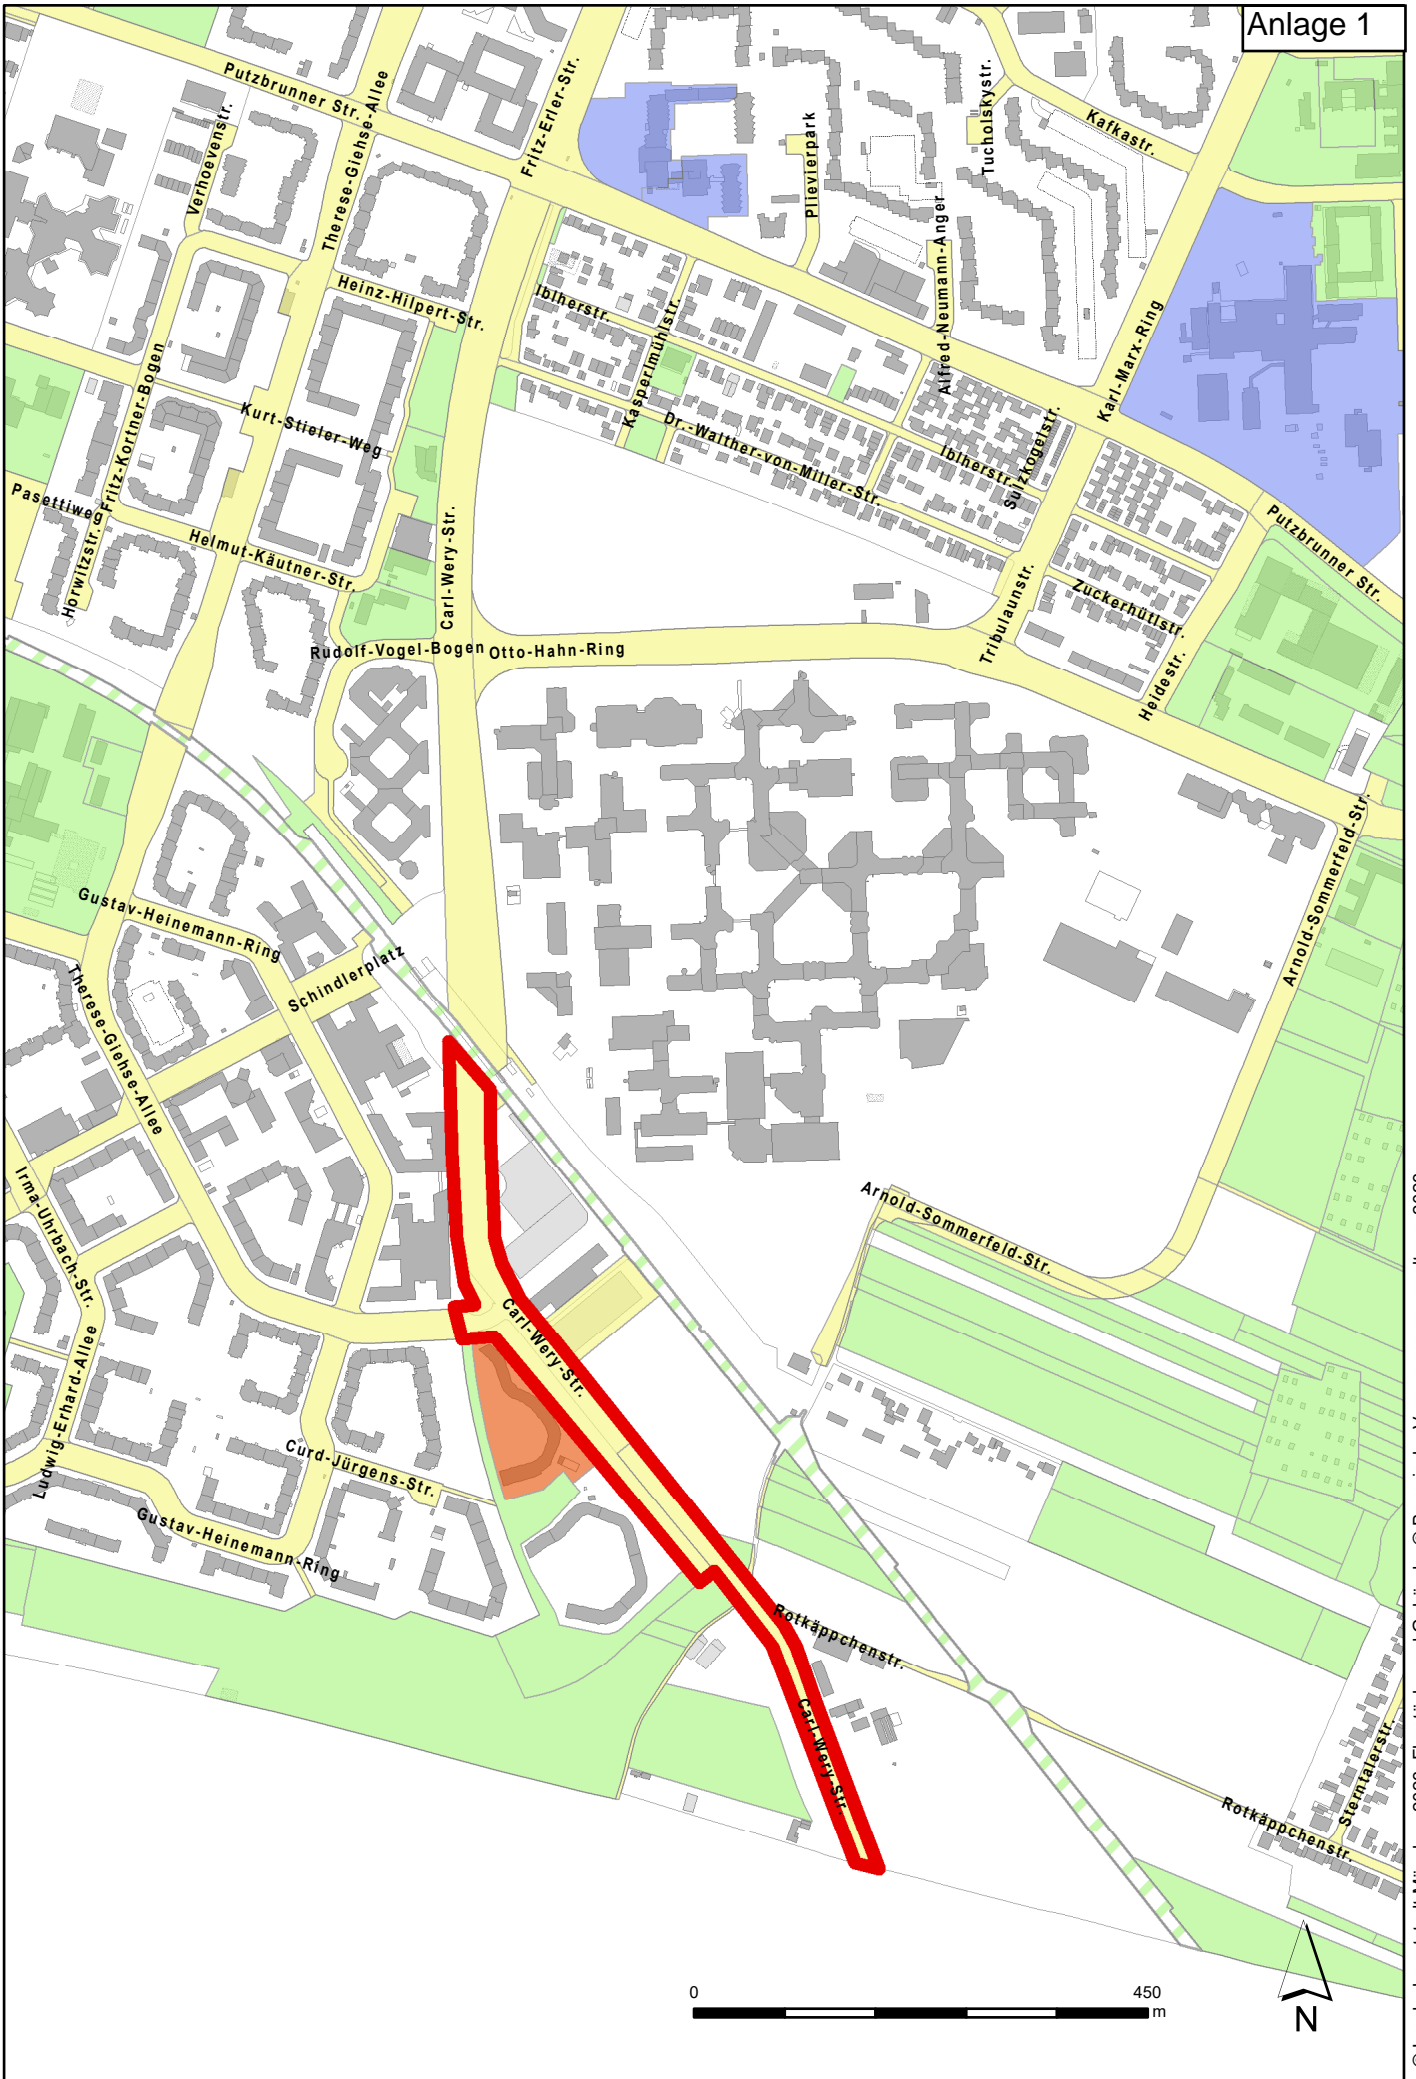 Anlage 1
Putzbrunner Str.
Therese-Giehse-Allee
Fritz-Erler-Str.
Verhoevenstr.
Plievierpark
Tucholskystr.
Kafkastr.
Heinz-Hilpert-Str.
Iblherstr.
Kasperlmühlstr.
Alfred-Neumann-Anger
Karl-Marx-Ring
Fritz-Kortner-Bogen
Kurt-Stieler-Weg
Dr.-Walther-von-Miller-Str.
Iblherstr.
Sulzkogelstr.
Pasettiweg
Horwitzstr.
Helmut-Käutner-Str.
Carl-Wery-Str.
Putzbrunner Str.
Tribulaunstr.
Zuckerhütlstr.
Heidestr.
Rudolf-Vogel-Bogen
Otto-Hahn-Ring
Arnold-Sommerfeld-Str.
Gustav-Heinemann-Ring
Schindlerplatz
Therese-Giehse-Allee
Irma-Uhrbach-Str.
Arnold-Sommerfeld-Str.
Carl-Wery-Str.
Ludwig-Erhard-Allee
Curd-Jürgens-Str.
Gustav-Heinemann-Ring
Rotkäppchenstr.
Carl-Wery-Str.
Sterntalerstr.
Rotkäppchenstr.
0
450
m
N